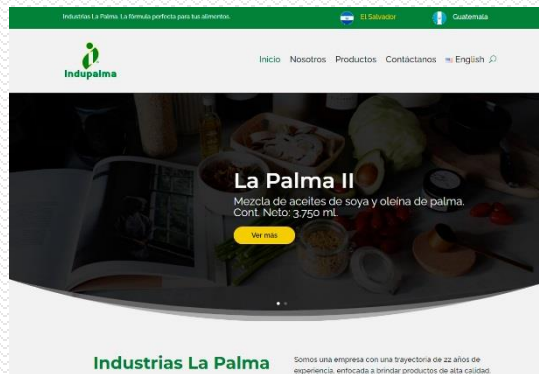 Industrias La Palma. La fórmula perfecta para tus alimentos.
El Salvador
Guatemala
Indupalma
Inicio Nosotros Productos Contáctanos English
La Palma II
Mezcla de aceites de soya y oleína de palma.
Cont. Neto: 3,750 ml.
Ver más
Industrias La Palma
Somos una empresa con una trayectoria de 22 años de
experiencia, enfocada a brindar productos de alta calidad,